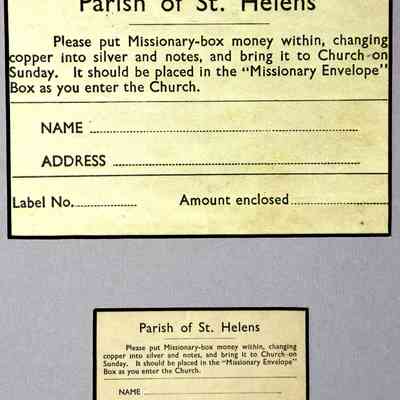 Parish of St. Helens
Please put Missionary-box money within, changing
copper into silver and notes, and bring it to Church on
Sunday. It should be placed in the "Missionary Envelope"
Box as you enter the Church.
NAME
ADDRESS
Label No. Amount enclosed
Parish of St. Helens
Please put Missionary-box money within, changing
copper into silver and notes, and bring it to Church on
Sunday. It should be placed in the "Missionary Envelope"
Box as you enter the Church.
NAME